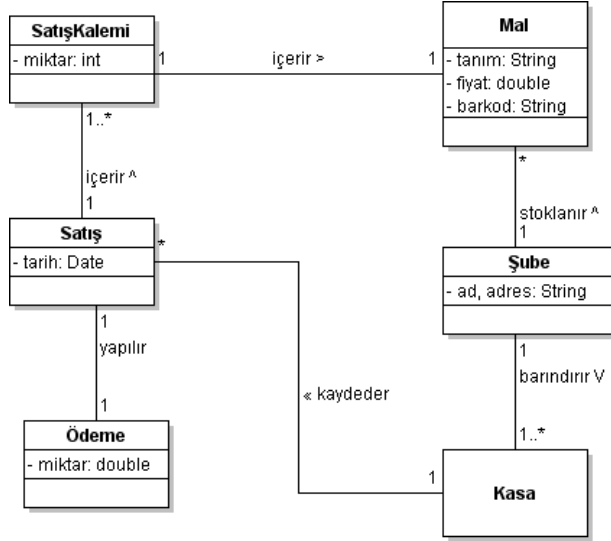 SatışKalemi
- miktar: int
1
içerir >
1
Mal
- tanım: String
- fiyat: double
- barkod: String
1..*
içerir ^
1
*
stoklanır ^
1
Satış
- tarih: Date
*
Şube
- ad, adres: String
1
yapılır
1
« kaydeder
1
barındırır V
1..*
Ödeme
- miktar: double
1
Kasa